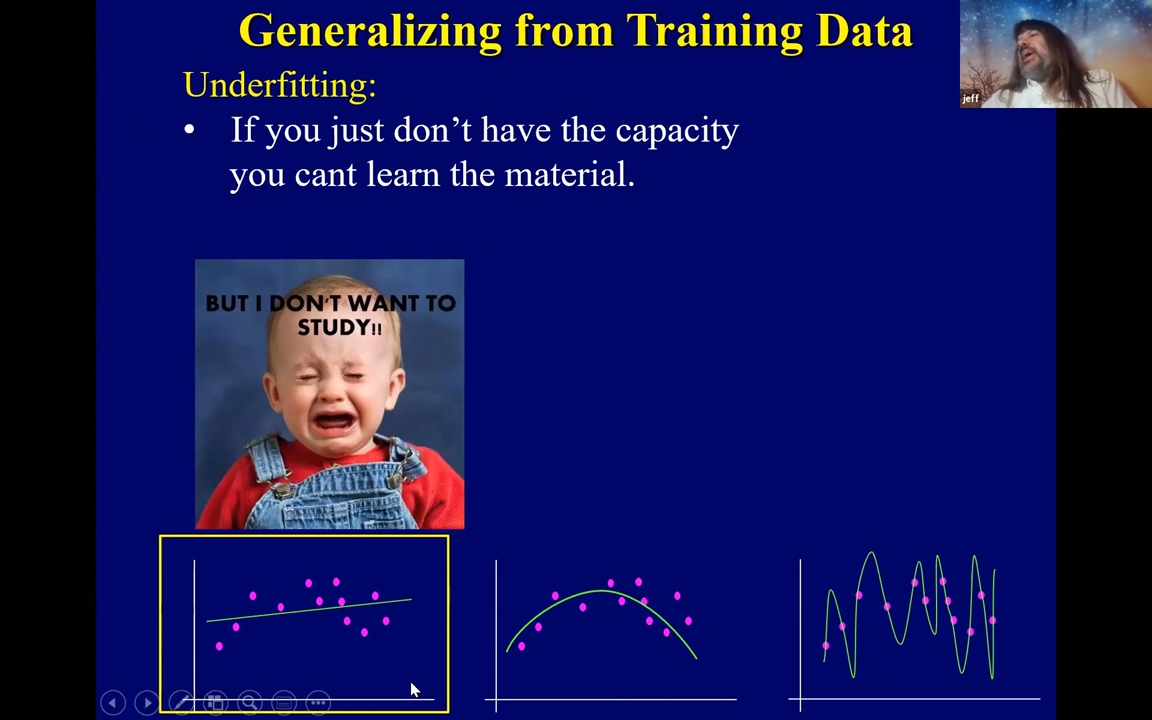 Generalizing from Training Data
jeff
Underfitting:
• If you just don’t have the capacity
you cant learn the material.
BUT I DON'T WANT TO
STUDY!!